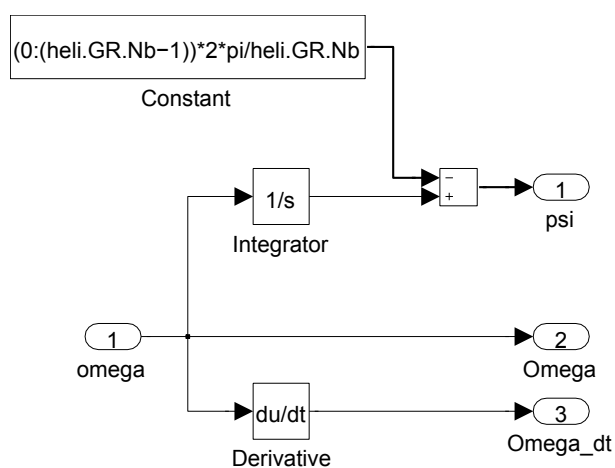 (0:(heli.GR.Nb−1))*2*pi/heli.GR.Nb
Constant
−
+
1
psi
1/s
Integrator
1
omega
2
Omega
du/dt
Derivative
3
Omega_dt